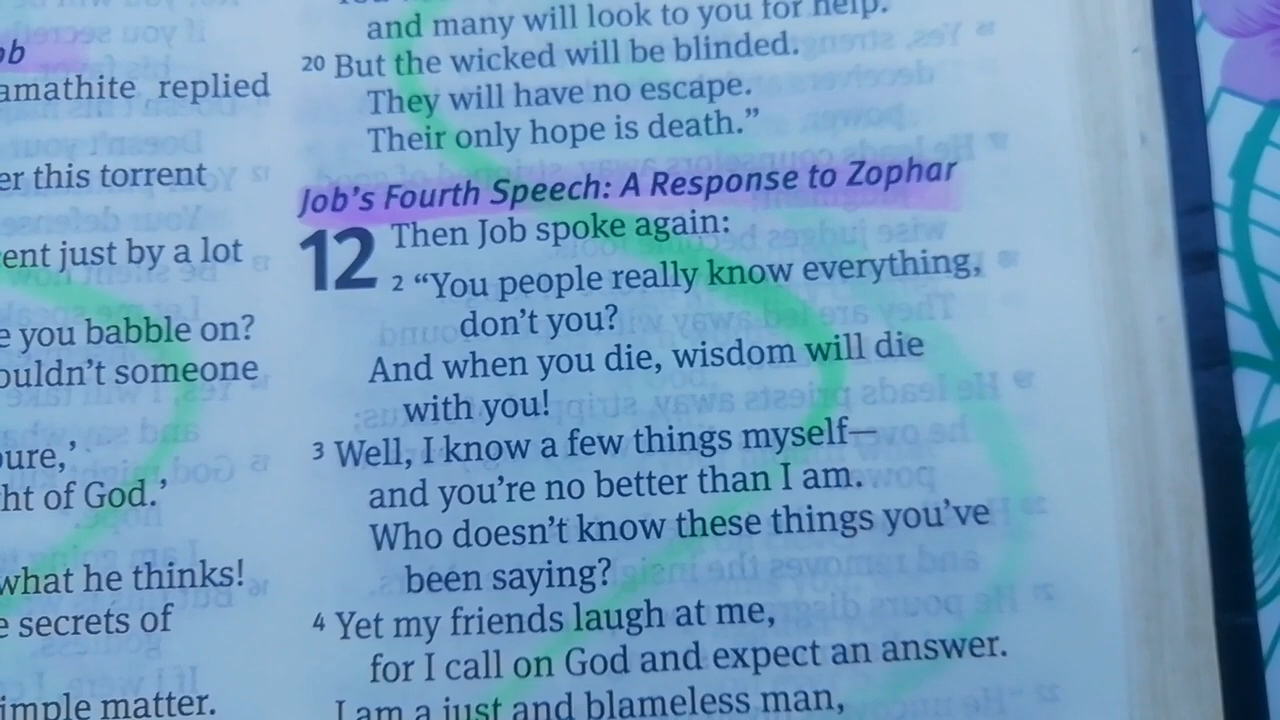 ob
amathite replied
er this torrent
ent just by a lot
e you babble on?
ouldn't someone
ure,'
ht of God.'
what he thinks!
e secrets of
imple matter.
and many will look to you for help.
20 But the wicked will be blinded.
They will have no escape.
Their only hope is death.”
Job's Fourth Speech: A Response to Zophar
12 Then Job spoke again:
2 “You people really know everything,
don't you?
And when you die, wisdom will die
with you!
3 Well, I know a few things myself—
and you're no better than I am.
Who doesn't know these things you've
been saying?
4 Yet my friends laugh at me,
for I call on God and expect an answer.
I am a just and blameless man,